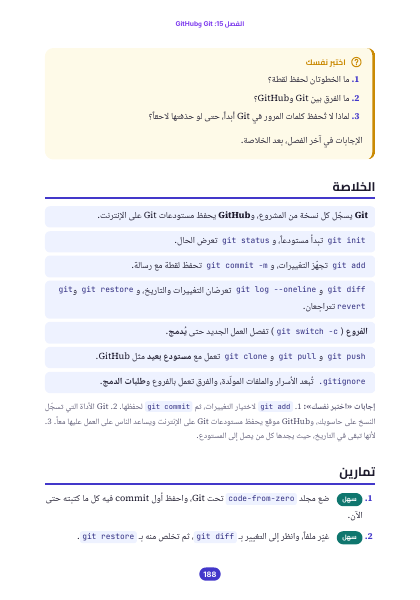 الفصل 15: Git وGitHub
اختبر نفسك
1. ما الخطوتان لحفظ لقطة؟
2. ما الفرق بين Git وGitHub؟
3. لماذا لا تُحفظ كلمات المرور في Git أبداً، حتى لو حذفتها لاحقاً؟
الإجابات في آخر الفصل، بعد الخلاصة.
الخلاصة
Git يسجّل كل نسخة من المشروع، وGitHub يحفظ مستودعات Git على الإنترنت.
git init تبدأ مستودعاً، و git status تعرض الحال.
git add تجهّز التغييرات، و git commit -m تحفظ لقطة مع رسالة.
git diff و git log --oneline تعرضان التغييرات والتاريخ، و git restore و git
revert تتراجعان.
الفروع ( git switch -c ) تفصل العمل الجديد حتى يُدمج.
git push و git pull و git clone تعمل مع مستودع بعيد مثل GitHub.
.gitignore تُبعد الأسرار والملفات المولّدة، والفرق تعمل بالفروع وطلبات الدمج.
إجابات «اختبر نفسك»: 1. git add لاختيار التغييرات، ثم git commit لحفظها. 2. Git الأداة التي تسجّل
النسخ على حاسوبك، وGitHub موقع يحفظ مستودعات Git على الإنترنت ويساعد الناس على العمل عليها معاً. 3.
لأنها تبقى في التاريخ، حيث يجدها كل من يصل إلى المستودع.
تمارين
1. سهل ضع مجلد code-from-zero تحت Git، واحفظ أول commit فيه كل ما كتبته حتى
الآن.
2. سهل غيّر ملفاً، وانظر إلى التغيير بـ git diff ، ثم تخلص منه بـ git restore .
188